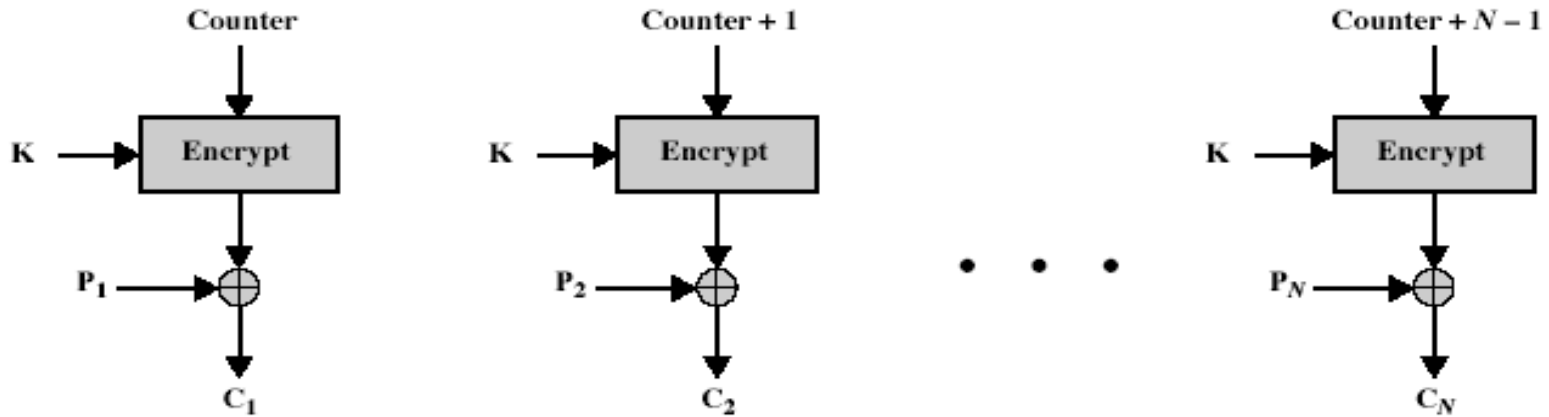 Counter
Counter + 1
Counter + N – 1
K
Encrypt
K
Encrypt
K
Encrypt
P1
P2
PN
C1
C2
CN